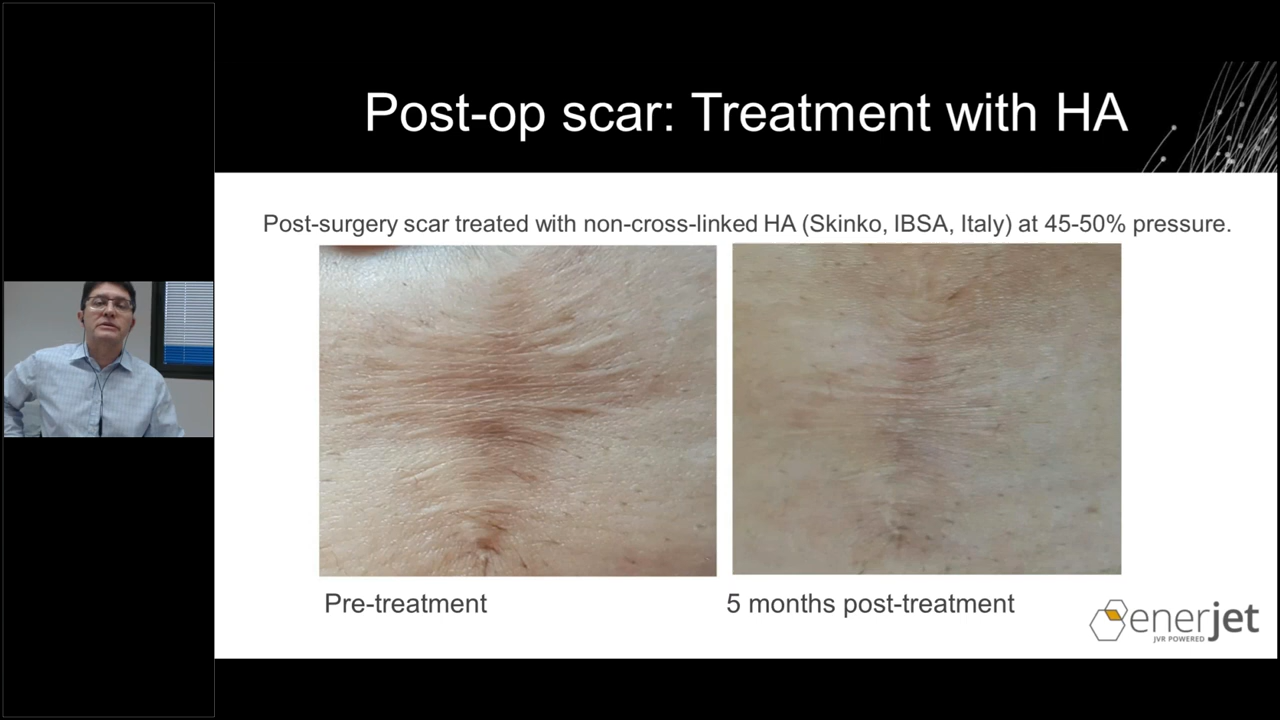 Post-op scar: Treatment with HA
Post-surgery scar treated with non-cross-linked HA (Skinko, IBSA, Italy) at 45-50% pressure.
Pre-treatment
5 months post-treatment
enerjet
JVR POWERED